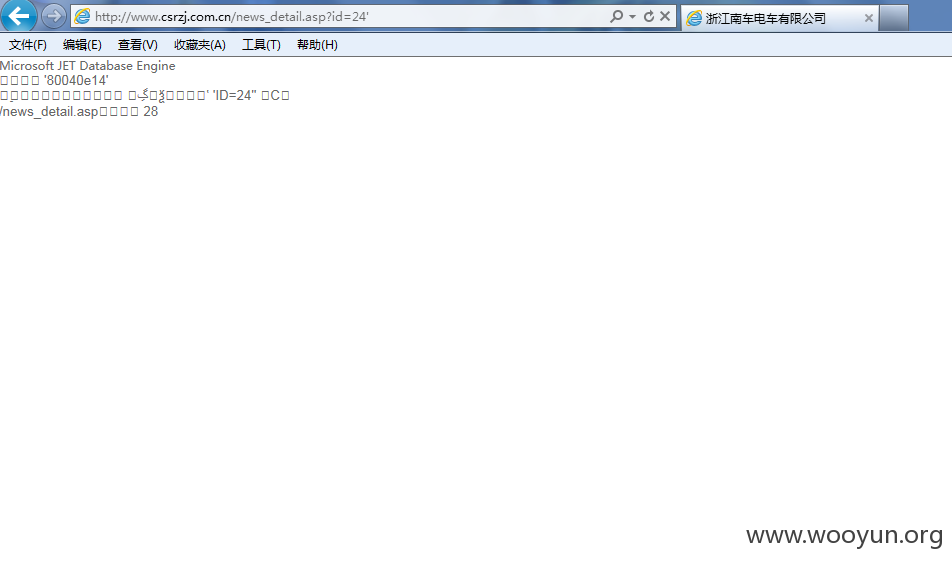 http://www.csrzj.com.cn/news_detail.asp?id=24'
浙江南车电车有限公司
文件(F) 编辑(E) 查看(V) 收藏夹(A) 工具(T) 帮助(H)
Microsoft JET Database Engine
'80040e14'
'ID=24''
/news_detail.asp 28
www.wooyun.org